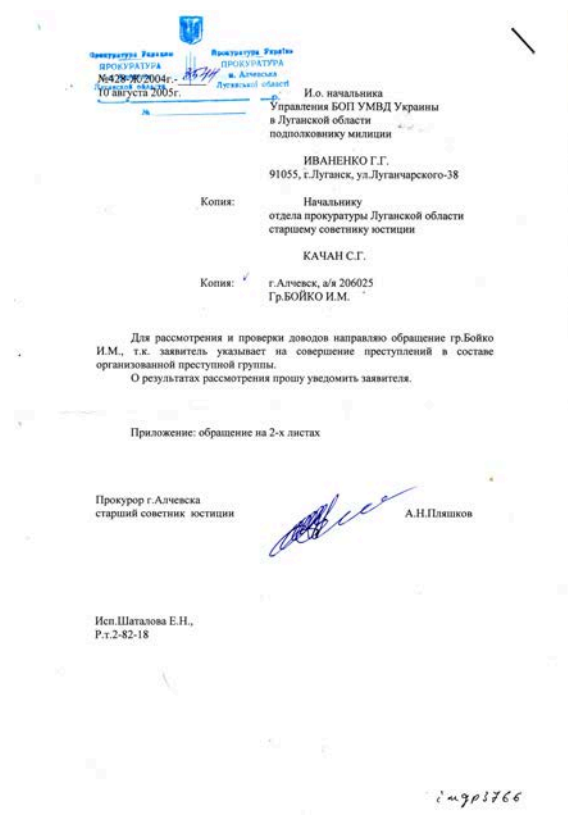 Прокуратура України
ПРОКУРАТУРА
м. Алчевська
Луганської області
№428-Ж/2004г.-
10 августа 2005г.
№
И.о. начальника
Управления БОП УМВД Украины
в Луганской области
подполковнику милиции
ИВАНЕНКО Г.Г.
91055, г.Луганск, ул.Луганчарского-38
Копия: Начальнику
отдела прокуратуры Луганской области
старшему советнику юстиции
КАЧАН С.Г.
Копия: г.Алчевск, а/я 206025
Гр.БОЙКО И.М.
Для рассмотрения и проверки доводов направляю обращение гр.Бойко
И.М., т.к. заявитель указывает на совершение преступлений в составе
организованной преступной группы.
О результатах рассмотрения прошу уведомить заявителя.
Приложение: обращение на 2-х листах
Прокурор г.Алчевска
старший советник юстиции А.Н.Пляшков
Исп.Шаталова Е.Н.,
Р.т.2-82-18
imgp3766